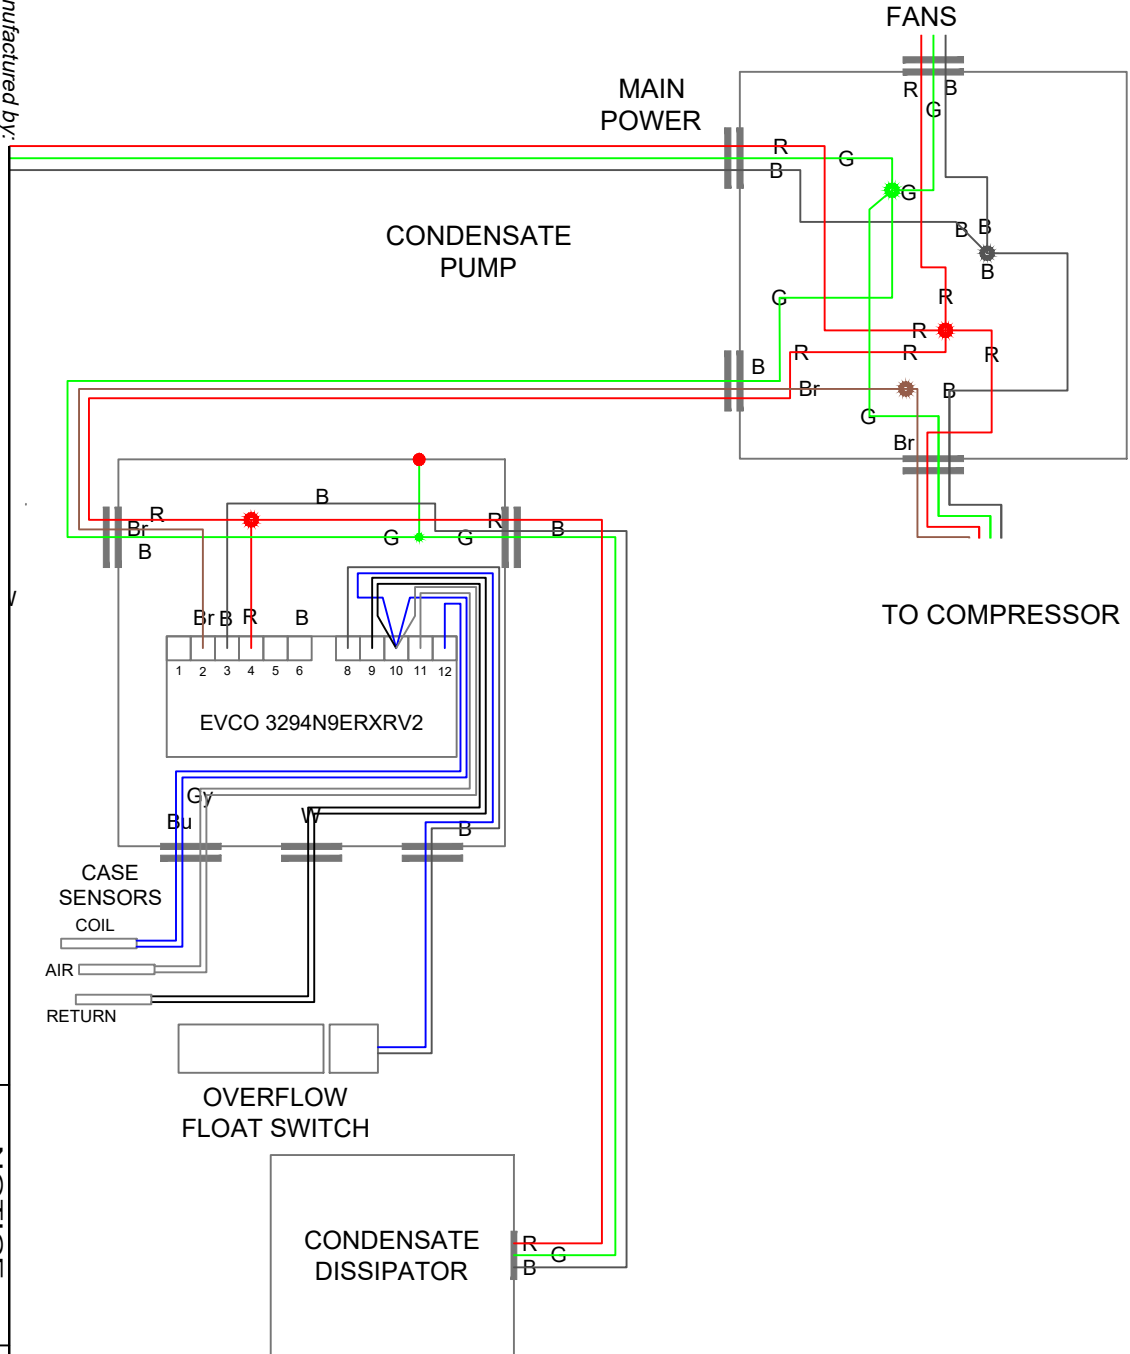 nufactured by:
FANS
MAIN
POWER
R
B
G
R
G
B
G
CONDENSATE
PUMP
B
B
B
G
R
R
R
R
R
B
Br
B
G
Br
B
R
R
Br
B
G
G
B
TO COMPRESSOR
Br
B
R
B
1
2
3
4
5
6
8
9
10
11
12
EVCO 3294N9ERXRV2
Gy
Bu
W
B
CASE
SENSORS
COIL
AIR
RETURN
OVERFLOW
FLOAT SWITCH
CONDENSATE
DISSIPATOR
R
G
B